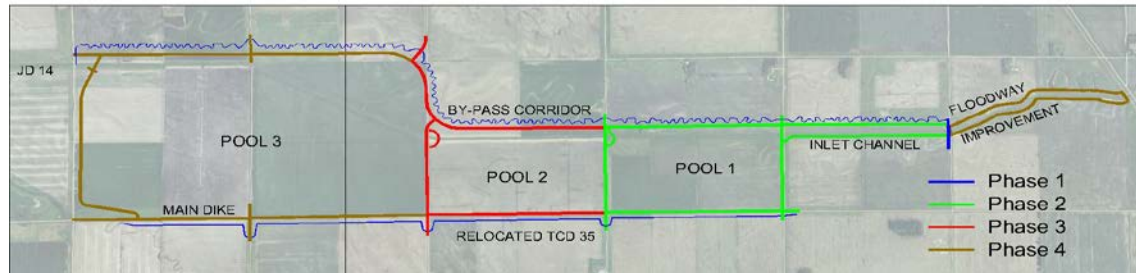 JD 14
BY-PASS CORRIDOR
FLOODWAY
IMPROVEMENT
POOL 3
INLET CHANNEL
POOL 2
POOL 1
MAIN DIKE
RELOCATED TCD 35
Phase 1
Phase 2
Phase 3
Phase 4